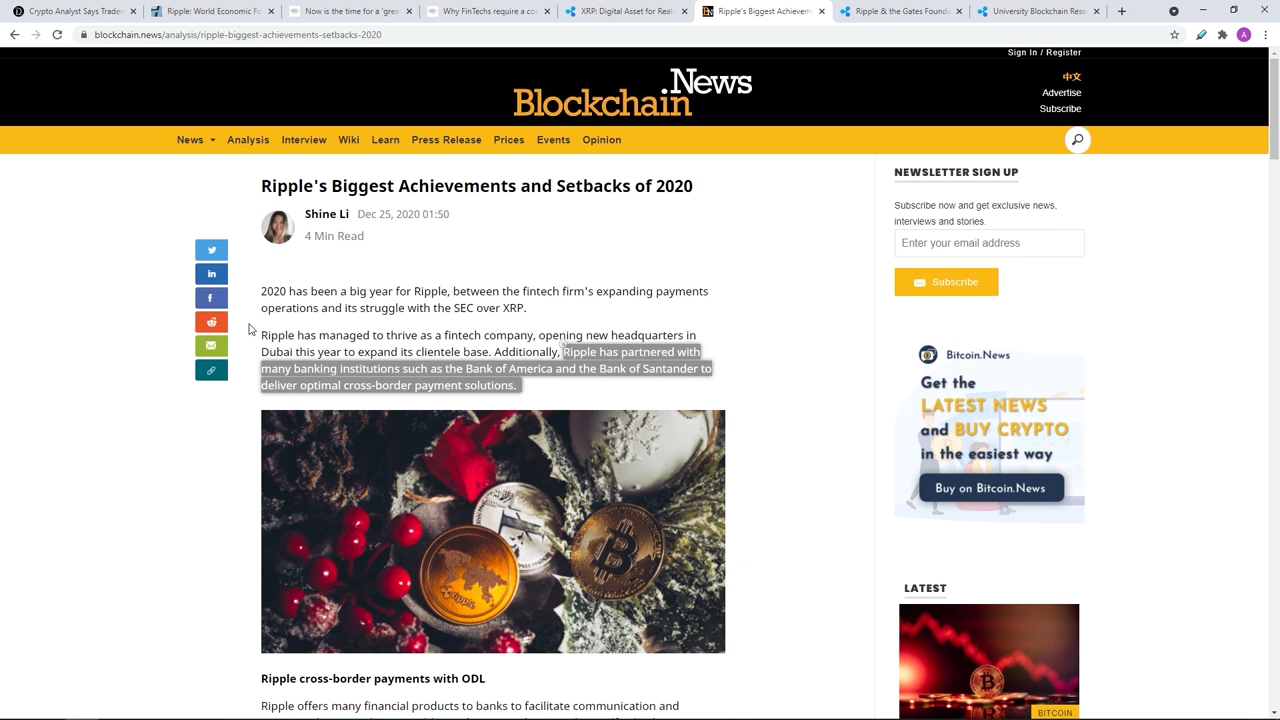 Crypto Analyst Says Trader
Ripple: World Economic Fo
Now is the time for a 'grea
Why FinTechs require a co
XRP: Digital Asset for Real-
Ripple's Biggest Achievem
Ripple & the Gates Founda
University Blockchain Rese
blockchain.news/analysis/ripple-biggest-achievements-setbacks-2020
A
Sign In / Register
Blockchain.News
中文
Advertise
Subscribe
News Analysis Interview Wiki Learn Press Release Prices Events Opinion
Ripple's Biggest Achievements and Setbacks of 2020
Shine Li Dec 25, 2020 01:50
4 Min Read
2020 has been a big year for Ripple, between the fintech firm's expanding payments
operations and its struggle with the SEC over XRP.
Ripple has managed to thrive as a fintech company, opening new headquarters in
Dubai this year to expand its clientele base. Additionally, Ripple has partnered with
many banking institutions such as the Bank of America and the Bank of Santander to
deliver optimal cross-border payment solutions.
ripple
Ripple cross-border payments with ODL
Ripple offers many financial products to banks to facilitate communication and
NEWSLETTER SIGN UP
Subscribe now and get exclusive news,
interviews and stories.
Enter your email address
Subscribe
Bitcoin.News
Get the
LATEST NEWS
and BUY CRYPTO
in the easiest way
Buy on Bitcoin.News
LATEST
BITCOIN